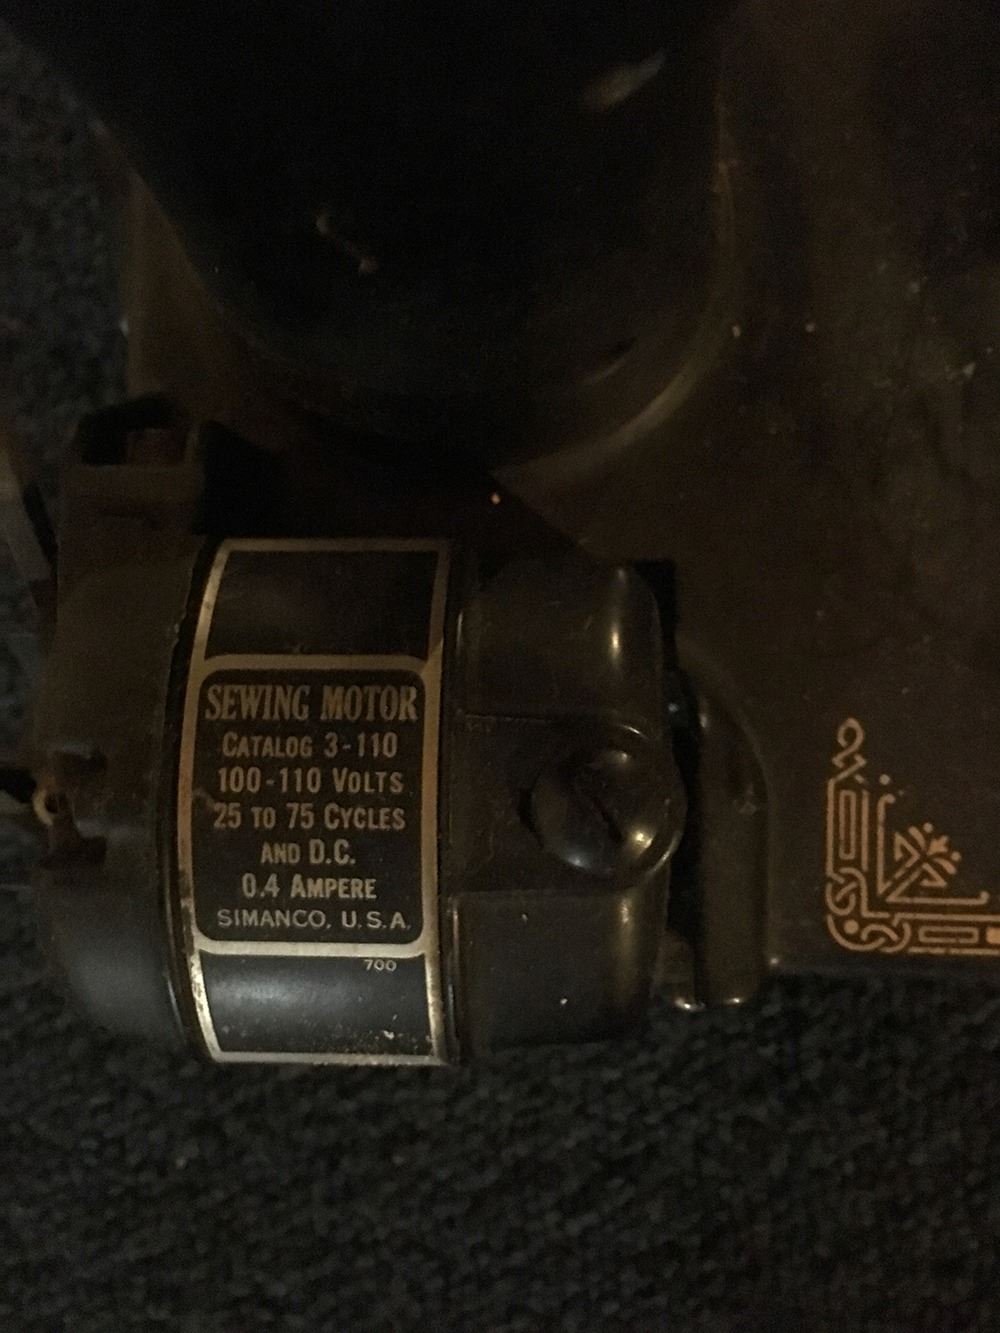 SEWING MOTOR
CATALOG 3-110
100-110 VOLTS
25 TO 75 CYCLES
AND D.C.
0.4 AMPERE
SIMANCO, U.S.A.
700